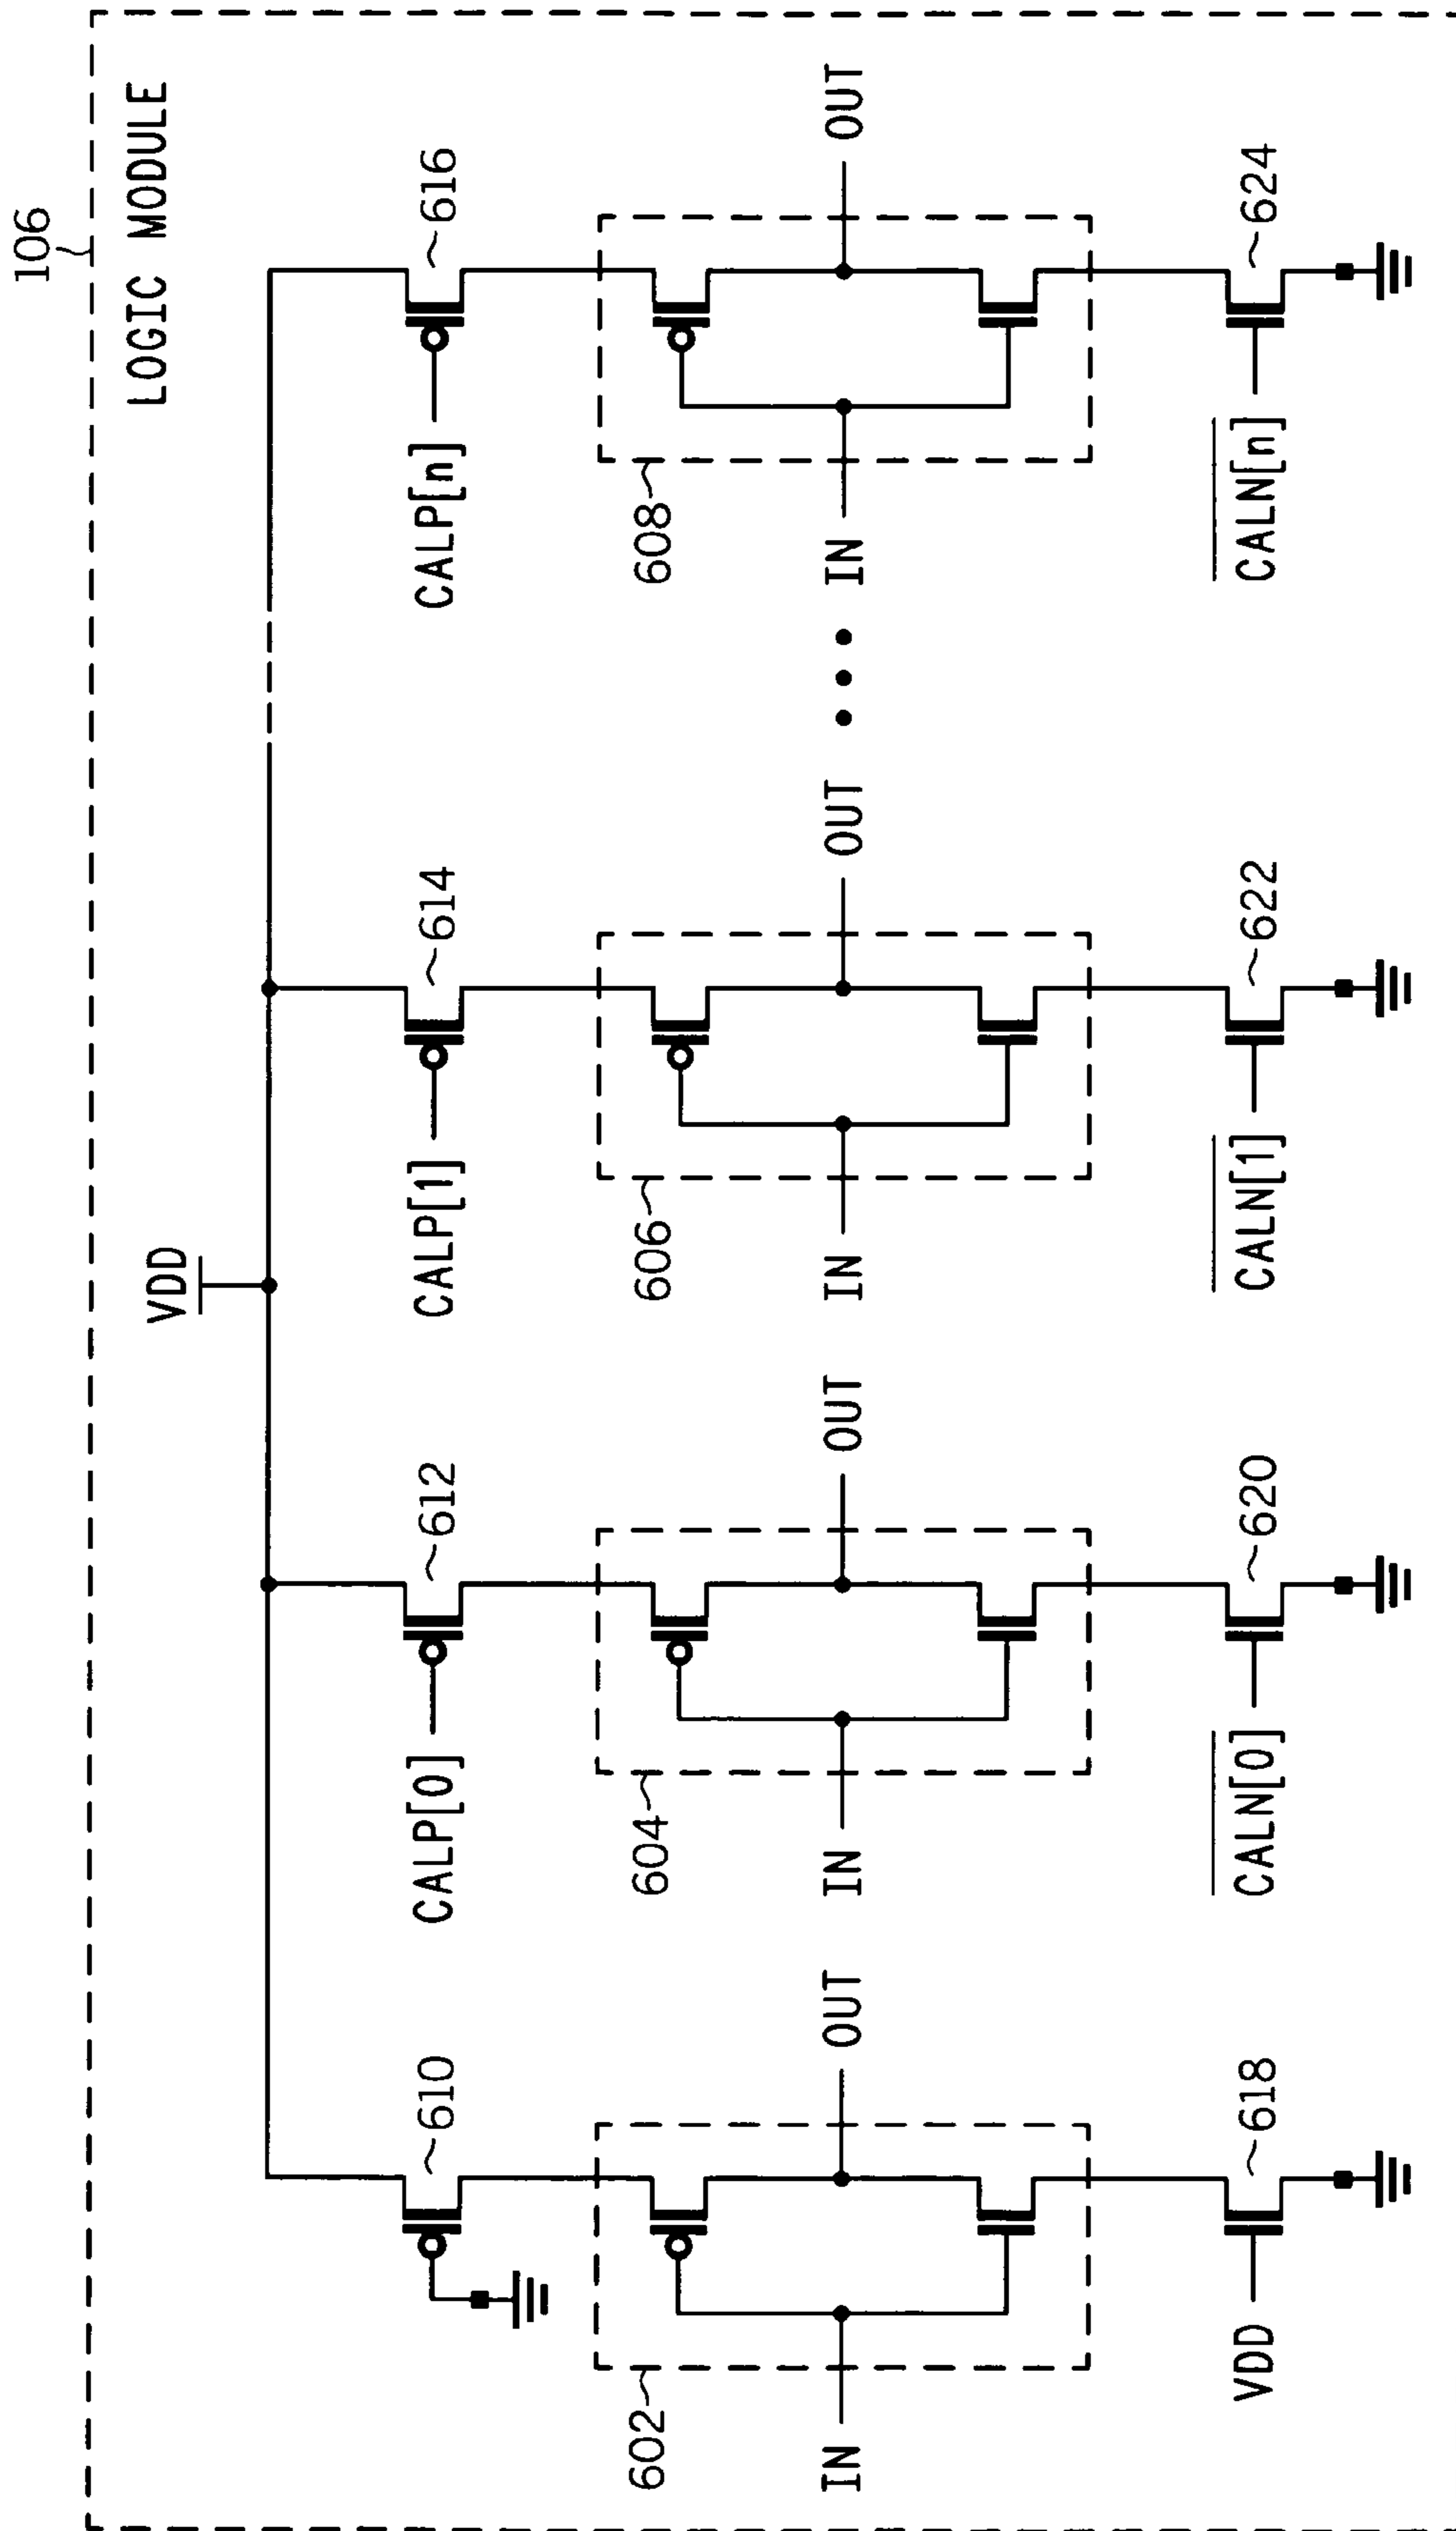 106
LOGIC MODULE
VDD
610
612
614
616
CALP[0]
CALP[1]
CALP[n]
602
604
606
608
IN
OUT
IN
OUT
IN
OUT
IN
OUT
618
620
622
624
VDD
CALN[0]
CALN[1]
CALN[n]